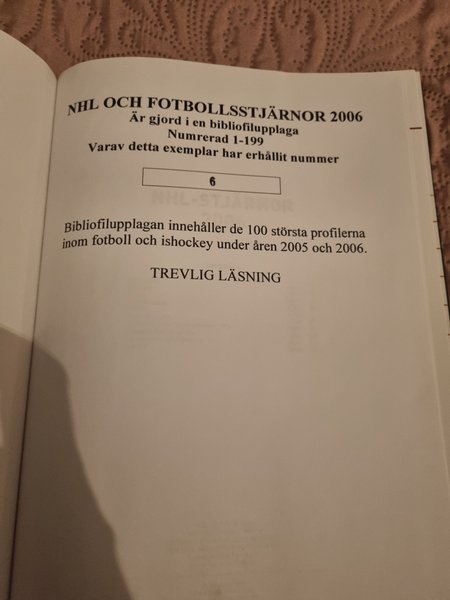 NHL OCH FOTBOLLSSTJÄRNOR 2006
Är gjord i en bibliofilupplaga
Numrerad 1-199
Varav detta exemplar har erhållit nummer
6
Bibliofilupplagan innehåller de 100 största profilerna
inom fotboll och ishockey under åren 2005 och 2006.
TREVLIG LÄSNING